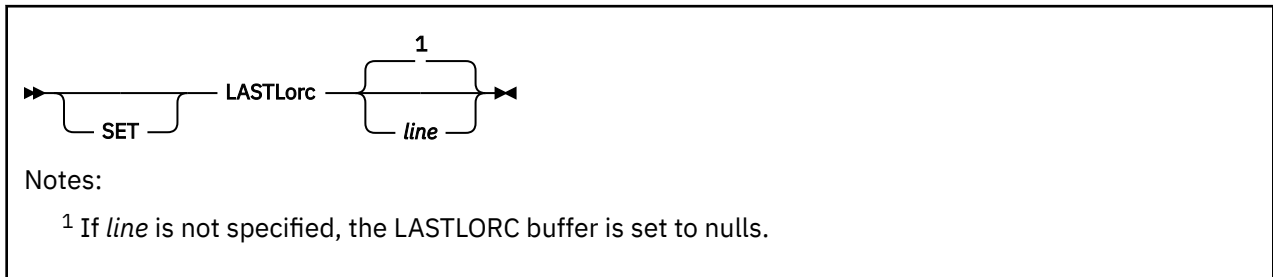 1
LASTLorc
SET
line
Notes:
1 If line is not specified, the LASTLORC buffer is set to nulls.